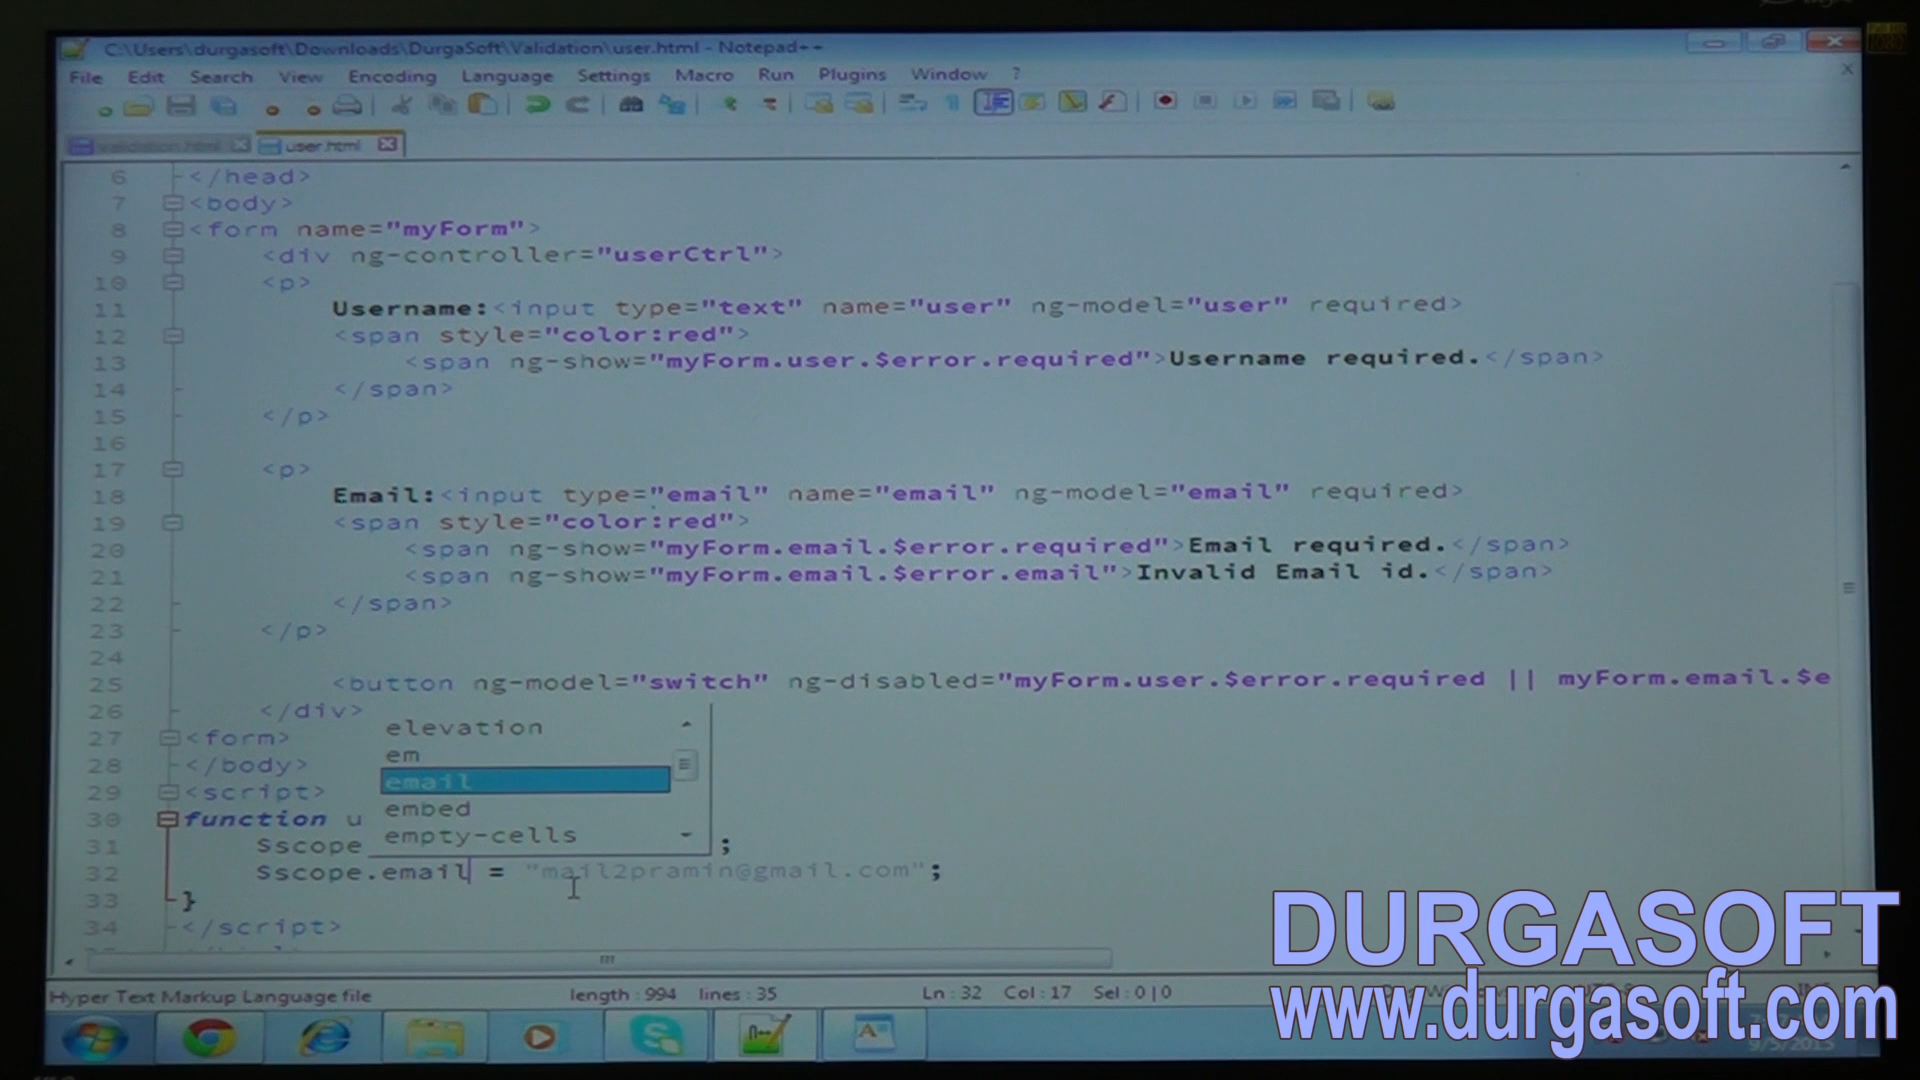 C:\Users\durgasoft\Downloads\DurgaSoft\Validation\user.html - Notepad++
File Edit Search View Encoding Language Settings Macro Run Plugins Window ?
validation.html user.html
6 </head>
7 <body>
8 <form name="myForm">
9 <div ng-controller="userCtrl">
10 <p>
11 Username:<input type="text" name="user" ng-model="user" required>
12 <span style="color:red">
13 <span ng-show="myForm.user.$error.required">Username required.</span>
14 </span>
15 </p>
16
17 <p>
18 Email:<input type="email" name="email" ng-model="email" required>
19 <span style="color:red">
20 <span ng-show="myForm.email.$error.required">Email required.</span>
21 <span ng-show="myForm.email.$error.email">Invalid Email id.</span>
22 </span>
23 </p>
24
25 <button ng-model="switch" ng-disabled="myForm.user.$error.required || myForm.email.$e
26 </div>
elevation
27 <form>
em
28 </body>
email
29 <script>
embed
30 function u
empty-cells
31 $scope ;
32 $scope.email = "mail2pramin@gmail.com";
33 }
34 </script>
Hyper Text Markup Language file length : 994 lines : 35 Ln : 32 Col : 17 Sel : 0 | 0
DURGASOFT
www.durgasoft.com